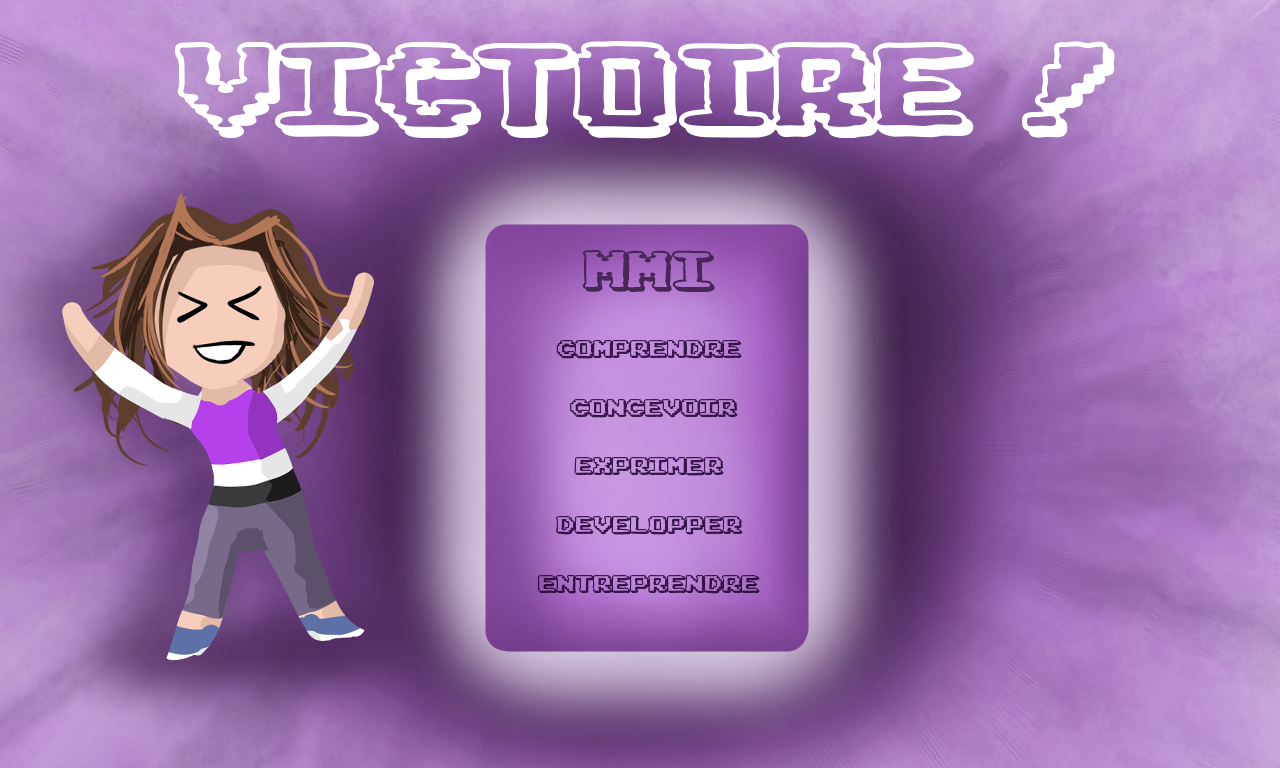 VICTOIRE !
MMI
COMPRENDRE
CONCEVOIR
EXPRIMER
DEVELOPPER
ENTREPRENDRE